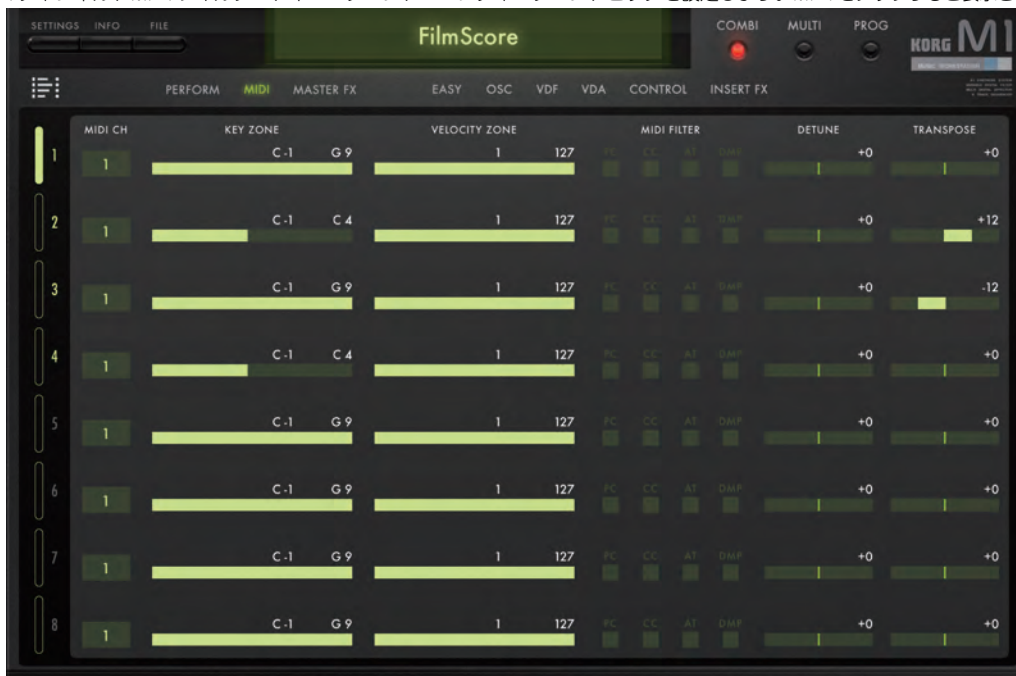 SETTINGS INFO FILE
FilmScore
COMBI MULTI PROG
KORG M1
PERFORM MIDI MASTER FX EASY OSC VDF VDA CONTROL INSERT FX
MIDI CH KEY ZONE VELOCITY ZONE MIDI FILTER DETUNE TRANSPOSE
1 1 C -1 G 9 1 127 PC CC AT DMP +0 +0
2 1 C -1 C 4 1 127 PC CC AT DMP +0 +12
3 1 C -1 G 9 1 127 PC CC AT DMP +0 -12
4 1 C -1 C 4 1 127 PC CC AT DMP +0 +0
5 1 C -1 G 9 1 127 PC CC AT DMP +0 +0
6 1 C -1 G 9 1 127 PC CC AT DMP +0 +0
7 1 C -1 G 9 1 127 PC CC AT DMP +0 +0
8 1 C -1 G 9 1 127 PC CC AT DMP +0 +0